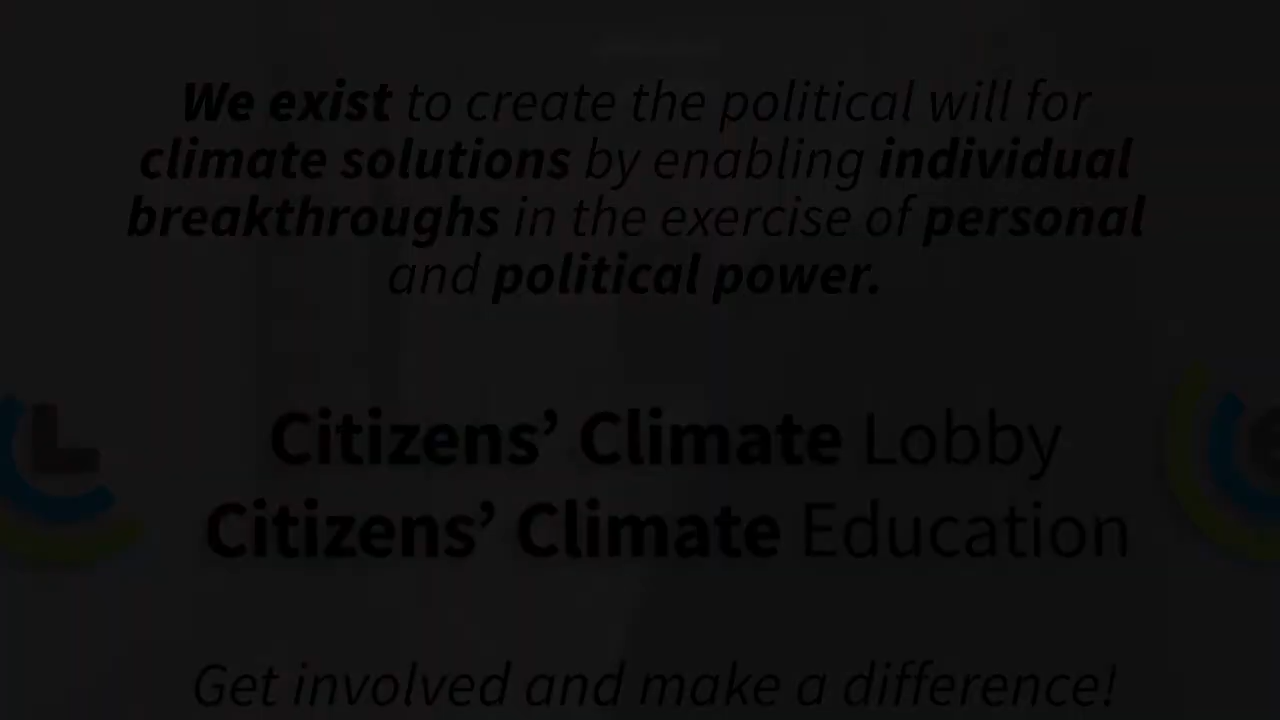 We exist to create the political will for
climate solutions by enabling individual
breakthroughs in the exercise of personal
and political power.
L
Citizens’ Climate Lobby
Citizens’ Climate Education
Get involved and make a difference!